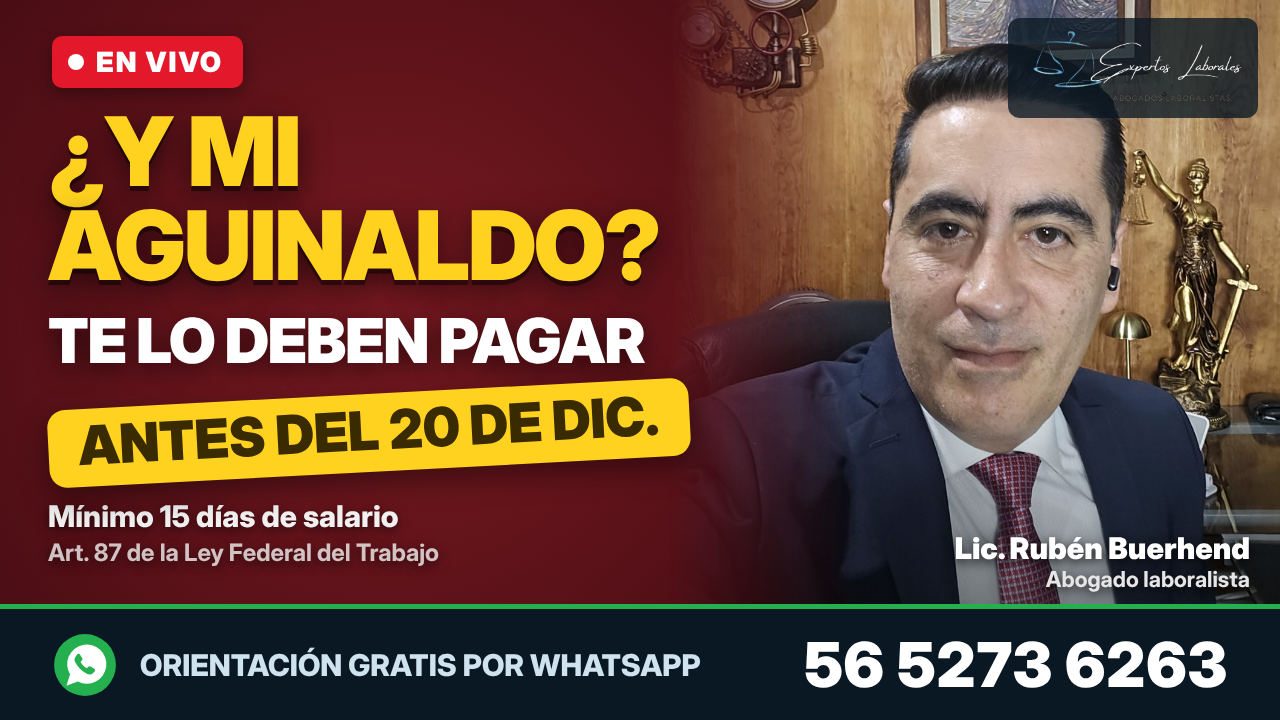 EN VIVO
¿Y MI
AGUINALDO?
TE LO DEBEN PAGAR
ANTES DEL 20 DE DIC.
Mínimo 15 días de salario
Art. 87 de la Ley Federal del Trabajo
Expertos Laborales
ABOGADOS LABORALISTAS
Lic. Rubén Buerhend
Abogado laboralista
ORIENTACIÓN GRATIS POR WHATSAPP
56 5273 6263